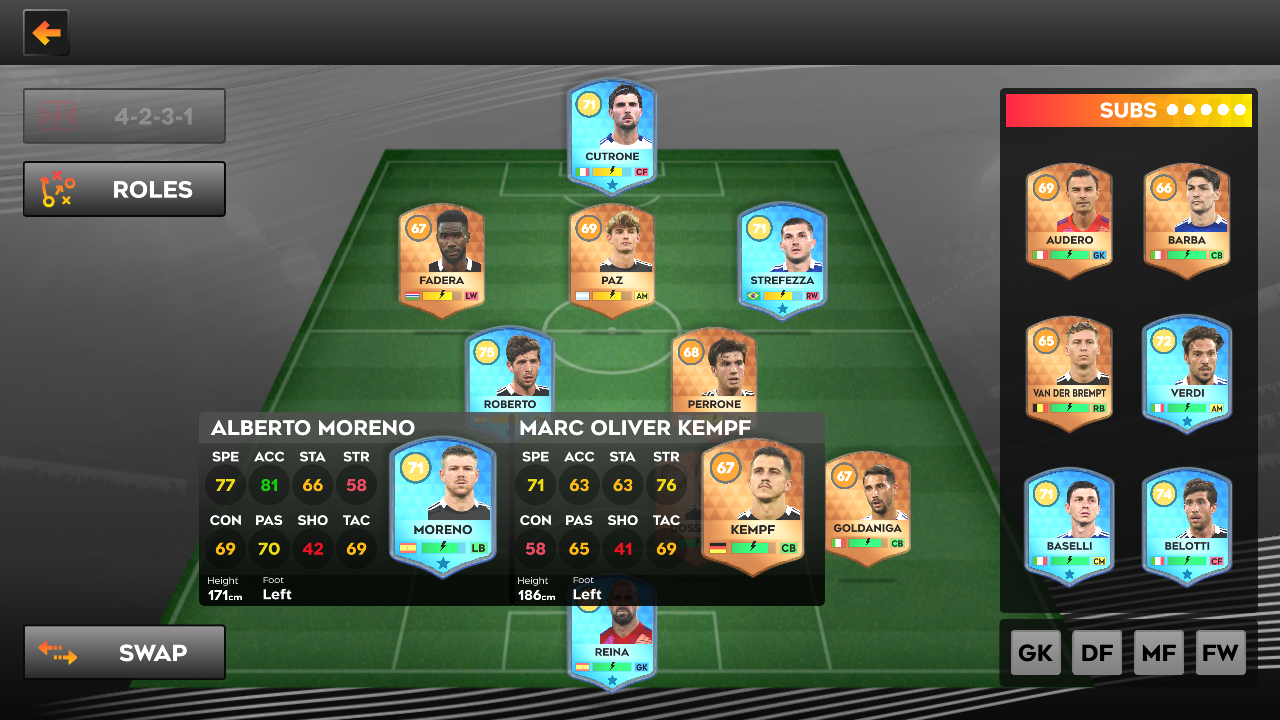 4-2-3-1
ROLES
SUBS
71
CUTRONE
CF
67
FADERA
LW
69
PAZ
AM
71
STREFEZZA
RW
75
ROBERTO
68
PERRONE
ALBERTO MORENO
SPE ACC STA STR
77 81 66 58
CON PAS SHO TAC
69 70 42 69
Height Foot
171cm Left
71
MORENO
LB
MARC OLIVER KEMPF
SPE ACC STA STR
71 63 63 76
CON PAS SHO TAC
58 65 41 69
Height Foot
186cm Left
67
KEMPF
CB
67
GOLDANIGA
CB
REINA
GK
69
AUDERO
GK
66
BARBA
CB
65
VAN DER BREMPT
RB
72
VERDI
AM
71
BASELLI
CM
74
BELOTTI
CF
SWAP
GK DF MF FW